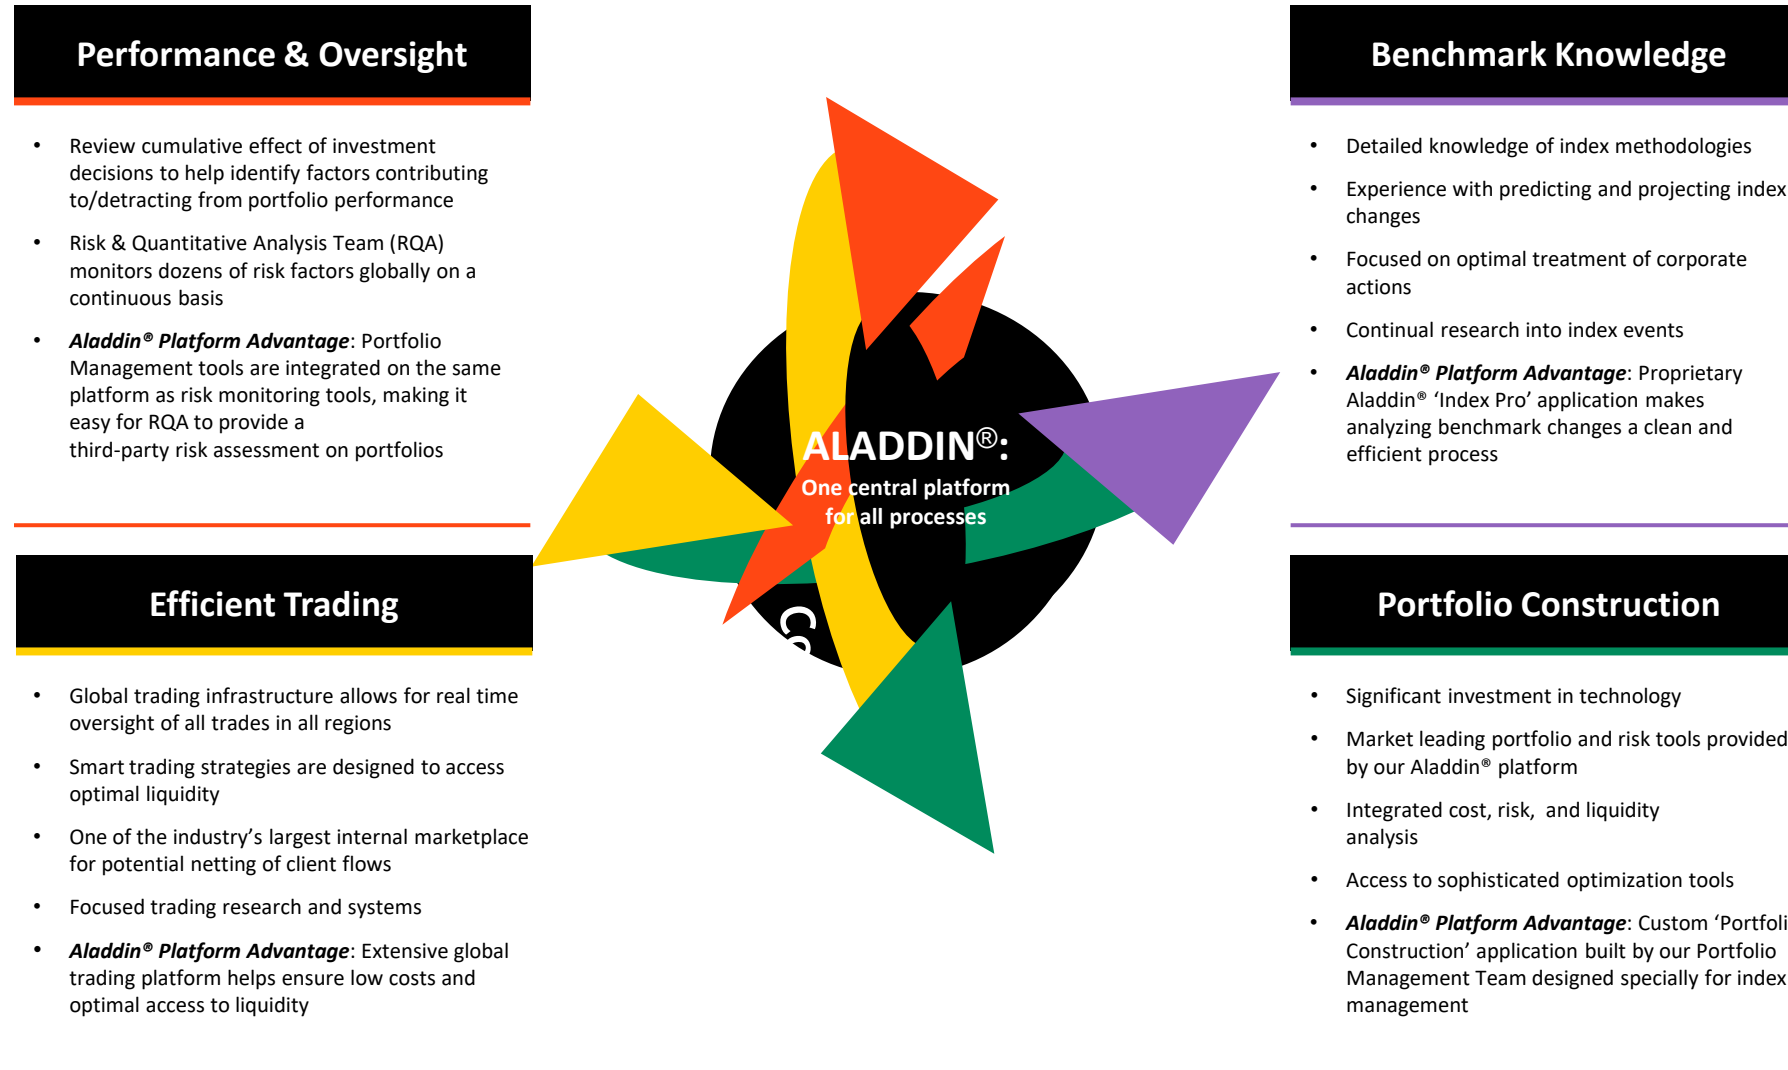 Performance & Oversight
• Review cumulative effect of investment
decisions to help identify factors contributing
to/detracting from portfolio performance
• Risk & Quantitative Analysis Team (RQA)
monitors dozens of risk factors globally on a
continuous basis
• Aladdin® Platform Advantage: Portfolio
Management tools are integrated on the same
platform as risk monitoring tools, making it
easy for RQA to provide a
third-party risk assessment on portfolios
Benchmark Knowledge
• Detailed knowledge of index methodologies
• Experience with predicting and projecting index
changes
• Focused on optimal treatment of corporate
actions
• Continual research into index events
• Aladdin® Platform Advantage: Proprietary
Aladdin® ‘Index Pro’ application makes
analyzing benchmark changes a clean and
efficient process
ALADDIN®:
One central platform
for all processes
Co
Efficient Trading
• Global trading infrastructure allows for real time
oversight of all trades in all regions
• Smart trading strategies are designed to access
optimal liquidity
• One of the industry’s largest internal marketplace
for potential netting of client flows
• Focused trading research and systems
• Aladdin® Platform Advantage: Extensive global
trading platform helps ensure low costs and
optimal access to liquidity
Portfolio Construction
• Significant investment in technology
• Market leading portfolio and risk tools provided
by our Aladdin® platform
• Integrated cost, risk, and liquidity
analysis
• Access to sophisticated optimization tools
• Aladdin® Platform Advantage: Custom ‘Portfoli
Construction’ application built by our Portfolio
Management Team designed specially for index
management